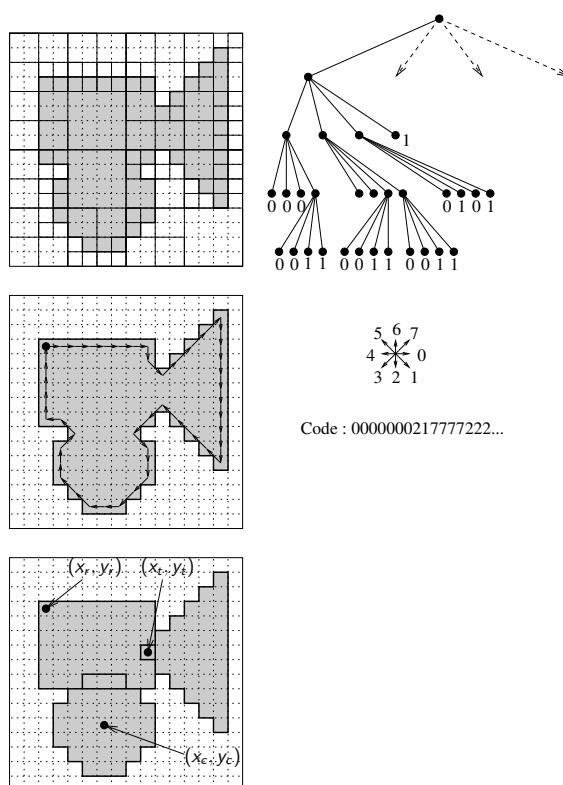 1
0 0 0
0 1 0 1
0 0 1 1
0 0 1 1
0 0 1 1
5 6 7
4 0
3 2 1
Code : 0000000217777222...
(x_r, y_r) (x_t, y_t)
(x_c, y_c)